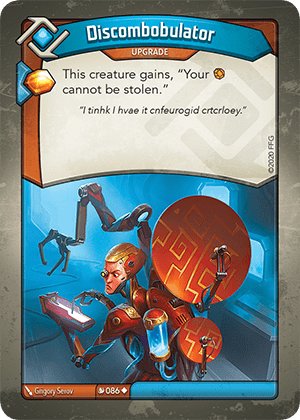 Discombobulator
UPGRADE
This creature gains, “Your
cannot be stolen.”
“I tinhk I hvae it cnfeurogid crtcrloey.”
©2020 FFG
Grigory Serov
086